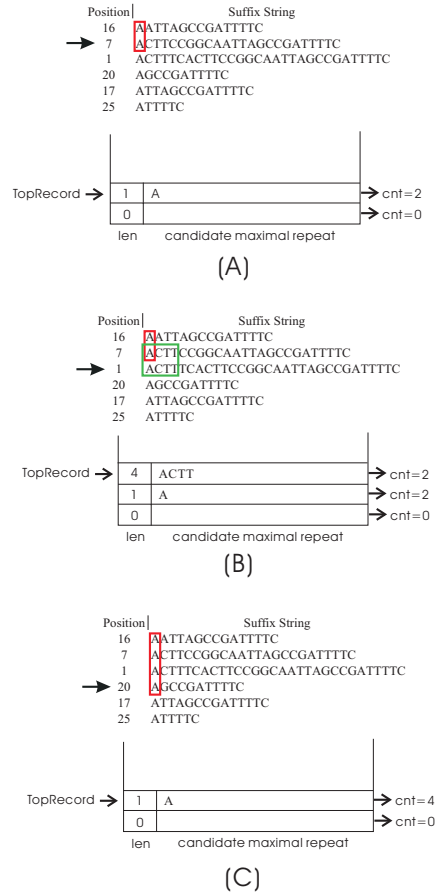 Position Suffix String
16 AATTAGCCGATTTTC
7 ACTTCCGGCAATTAGCCGATTTTC
1 ACTTTCACTTCCGGCAATTAGCCGATTTTC
20 AGCCGATTTTC
17 ATTAGCCGATTTTC
25 ATTTTC
TopRecord 1 A cnt=2
0 cnt=0
len candidate maximal repeat
(A)
Position Suffix String
16 AATTAGCCGATTTTC
7 ACTTCCGGCAATTAGCCGATTTTC
1 ACTTTCACTTCCGGCAATTAGCCGATTTTC
20 AGCCGATTTTC
17 ATTAGCCGATTTTC
25 ATTTTC
TopRecord 4 ACTT cnt=2
1 A cnt=2
0 cnt=0
len candidate maximal repeat
(B)
Position Suffix String
16 AATTAGCCGATTTTC
7 ACTTCCGGCAATTAGCCGATTTTC
1 ACTTTCACTTCCGGCAATTAGCCGATTTTC
20 AGCCGATTTTC
17 ATTAGCCGATTTTC
25 ATTTTC
TopRecord 1 A cnt=4
0 cnt=0
len candidate maximal repeat
(C)